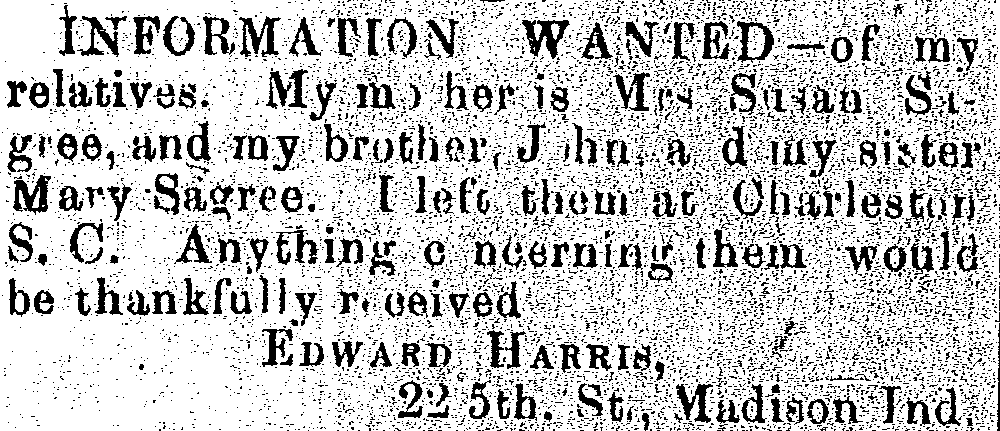 INFORMATION WANTED—of my
relatives. My mother is Mrs Susan Sa-
gree, and my brother, John, and my sister
Mary Sagree. I left them at Charleston
S. C. Anything concerning them would
be thankfully received
EDWARD HARRIS,
22 5th. St., Madison Ind.